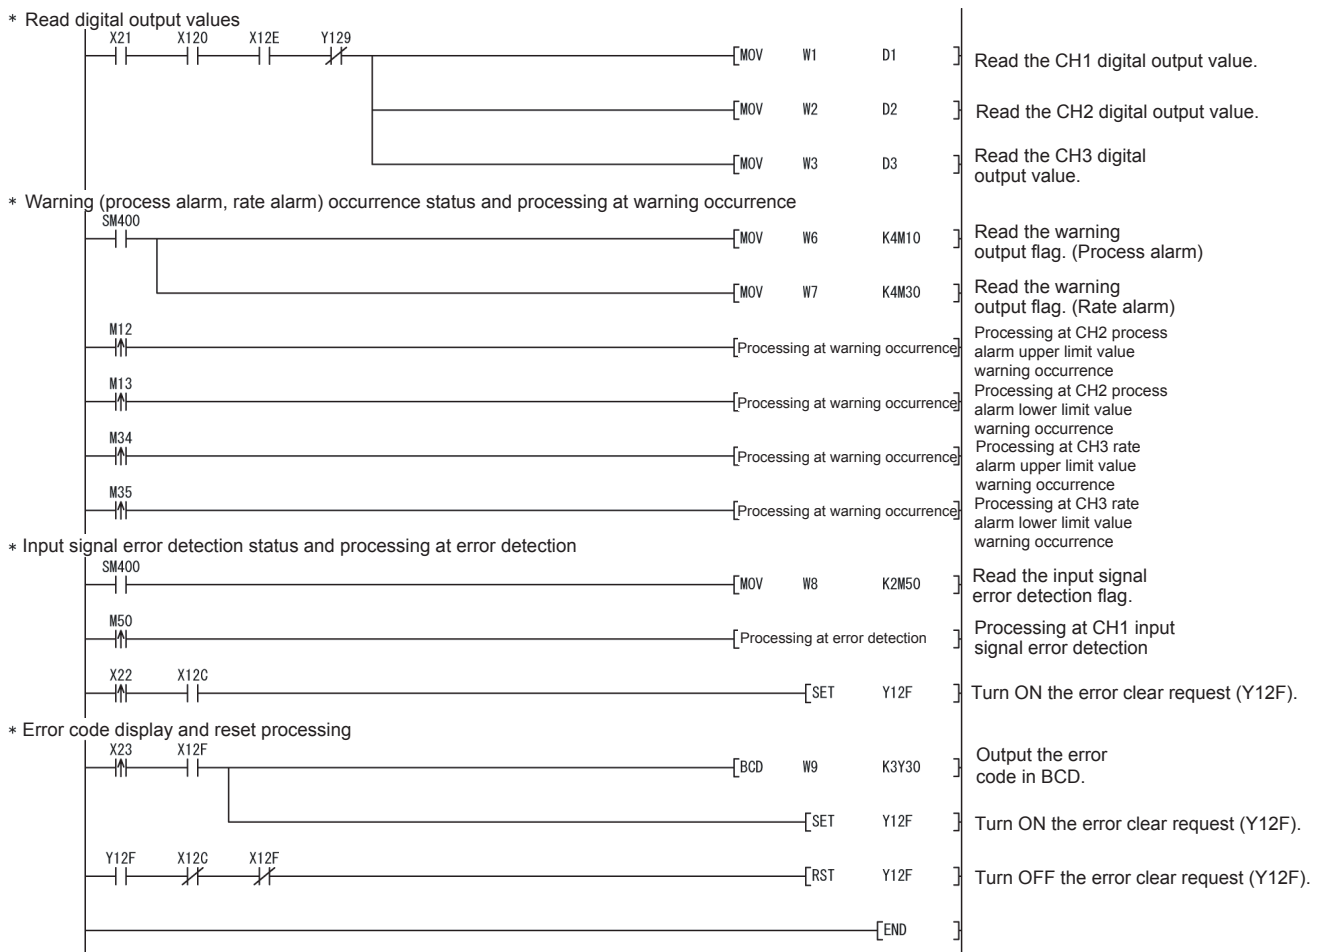 * Read digital output values
X21 X120 X12E Y129
MOV W1 D1 Read the CH1 digital output value.
MOV W2 D2 Read the CH2 digital output value.
MOV W3 D3 Read the CH3 digital
output value.
* Warning (process alarm, rate alarm) occurrence status and processing at warning occurrence
SM400
MOV W6 K4M10 Read the warning
output flag. (Process alarm)
MOV W7 K4M30 Read the warning
output flag. (Rate alarm)
M12
Processing at warning occurrence Processing at CH2 process
alarm upper limit value
warning occurrence
M13
Processing at warning occurrence Processing at CH2 process
alarm lower limit value
warning occurrence
M34
Processing at warning occurrence Processing at CH3 rate
alarm upper limit value
warning occurrence
M35
Processing at warning occurrence Processing at CH3 rate
alarm lower limit value
warning occurrence
* Input signal error detection status and processing at error detection
SM400
MOV W8 K2M50 Read the input signal
error detection flag.
M50
Processing at error detection Processing at CH1 input
signal error detection
X22 X12C
SET Y12F Turn ON the error clear request (Y12F).
* Error code display and reset processing
X23 X12F
BCD W9 K3Y30 Output the error
code in BCD.
SET Y12F Turn ON the error clear request (Y12F).
Y12F X12C X12F
RST Y12F Turn OFF the error clear request (Y12F).
END